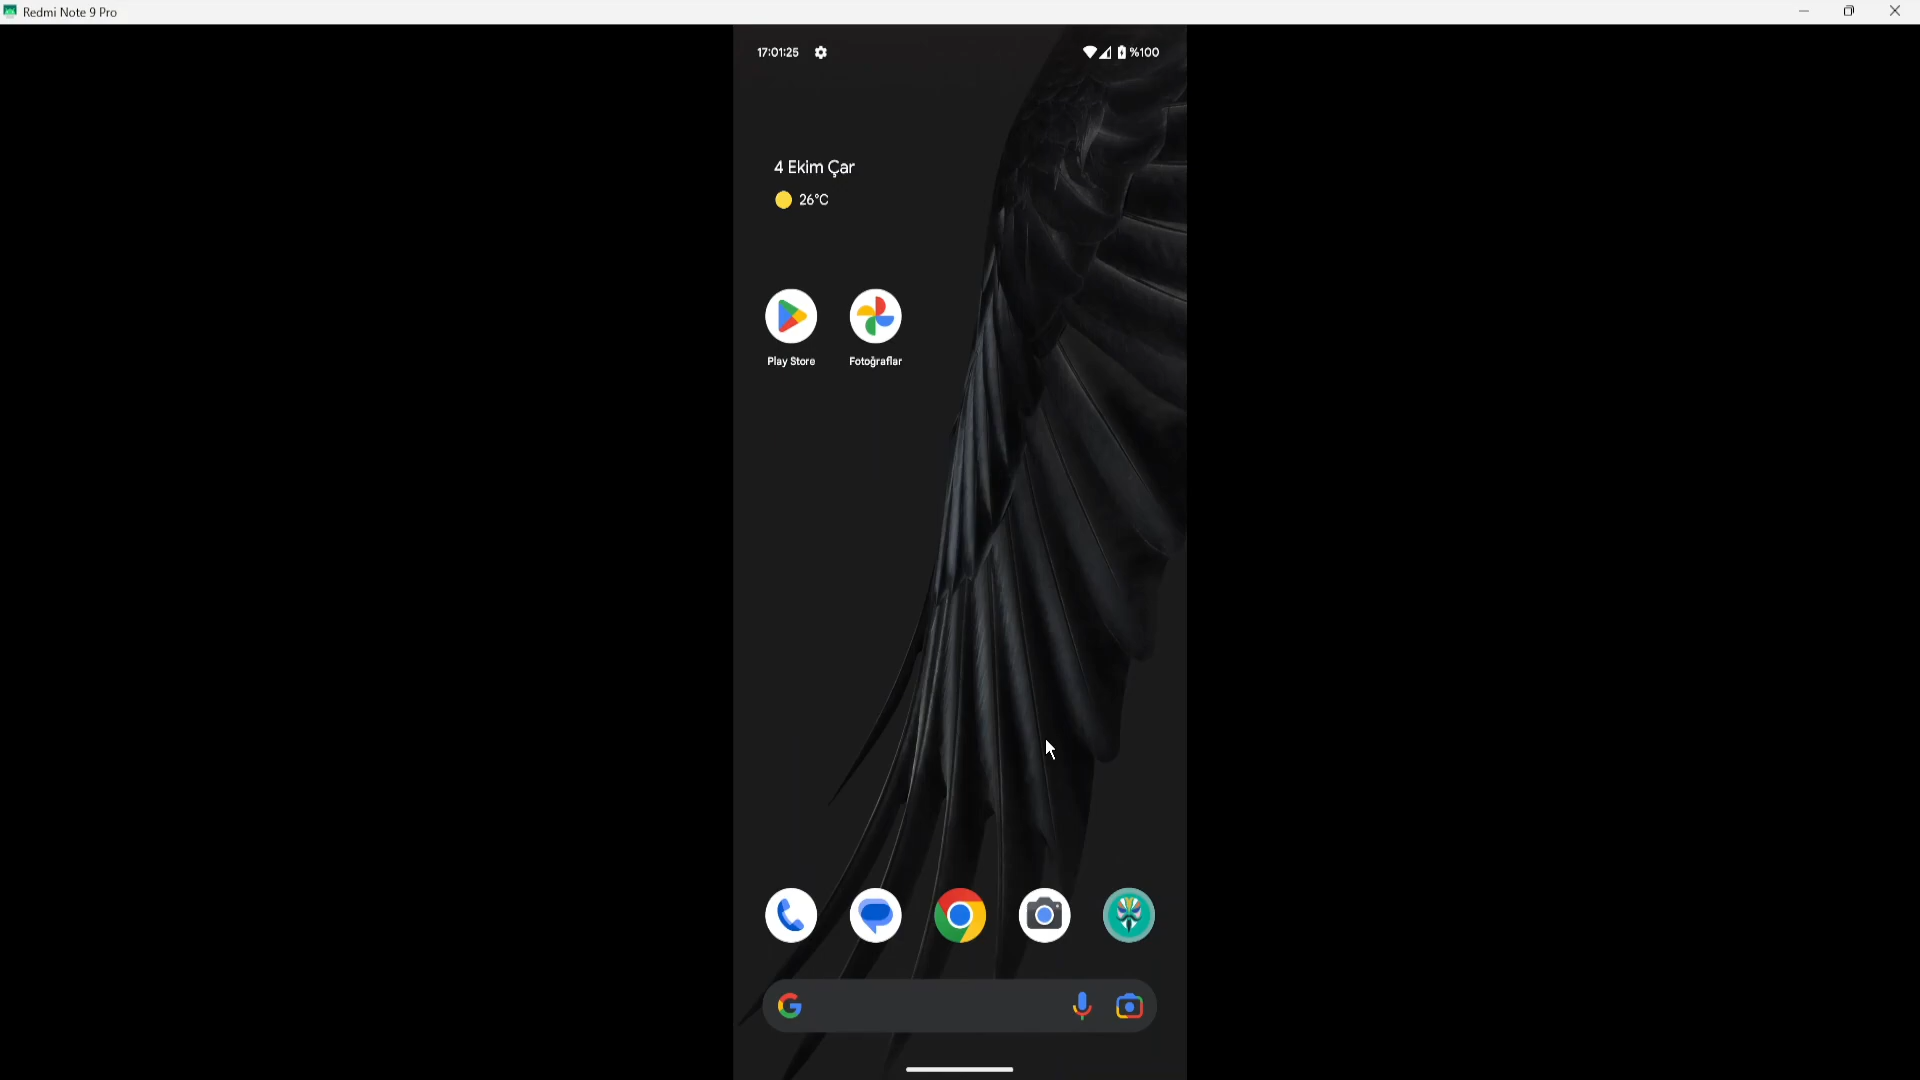 Redmi Note 9 Pro
17:01:25
%100
4 Ekim Çar
26°C
Play Store
Fotoğraflar